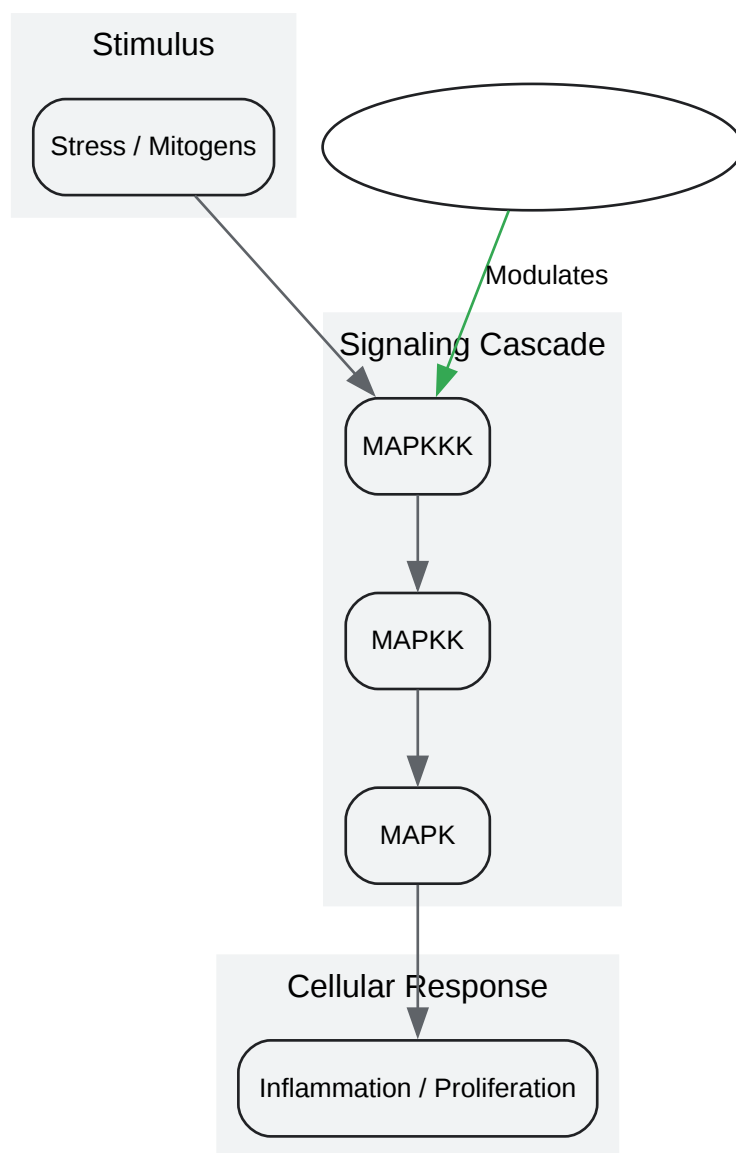 Stimulus
Stress / Mitogens
Modulates
Signaling Cascade
MAPKKK
MAPKK
MAPK
Cellular Response
Inflammation / Proliferation